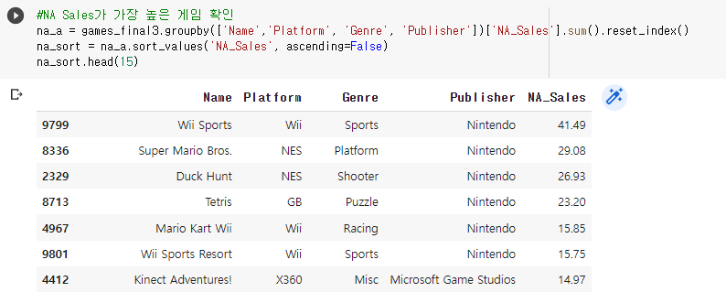 #NA Sales가 가장 높은 게임 확인
na_a = games_final3.groupby(['Name','Platform', 'Genre', 'Publisher'])['NA_Sales'].sum().reset_index()
na_sort = na_a.sort_values('NA_Sales', ascending=False)
na_sort.head(15)
Name Platform Genre Publisher NA_Sales
9799 Wii Sports Wii Sports Nintendo 41.49
8336 Super Mario Bros. NES Platform Nintendo 29.08
2329 Duck Hunt NES Shooter Nintendo 26.93
8713 Tetris GB Puzzle Nintendo 23.20
4967 Mario Kart Wii Wii Racing Nintendo 15.85
9801 Wii Sports Resort Wii Sports Nintendo 15.75
4412 Kinect Adventures! X360 Misc Microsoft Game Studios 14.97